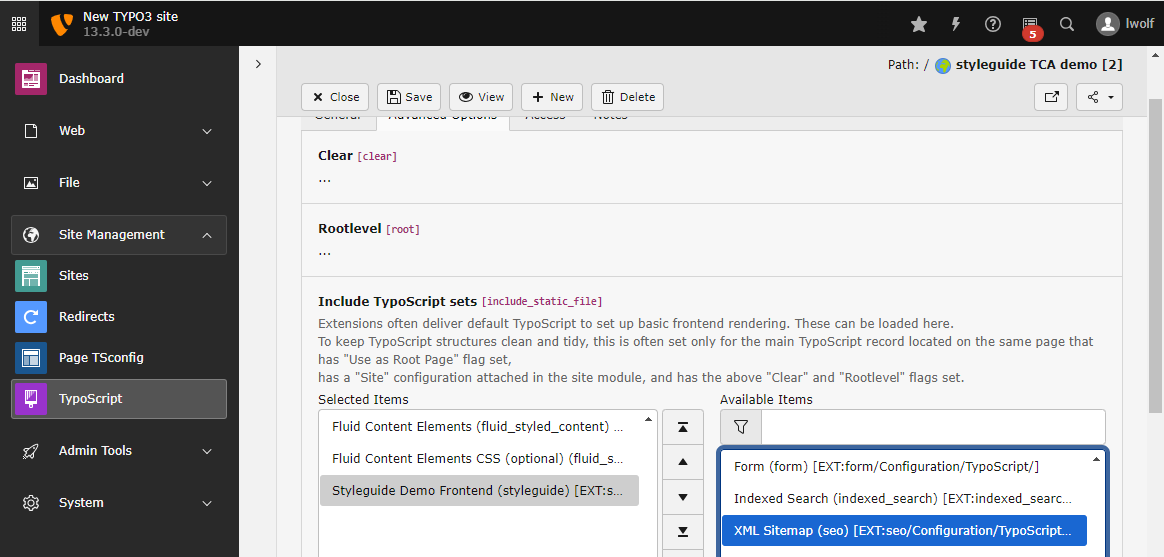 New TYPO3 site
13.3.0-dev
5
lwolf
Dashboard
Web
File
Site Management
Sites
Redirects
Page TSconfig
TypoScript
Admin Tools
System
Path: / styleguide TCA demo [2]
Close Save View New Delete
General Advanced Options Access Notes
Clear [clear]
...
Rootlevel [root]
...
Include TypoScript sets [include_static_file]
Extensions often deliver default TypoScript to set up basic frontend rendering. These can be loaded here.
To keep TypoScript structures clean and tidy, this is often set only for the main TypoScript record located on the same page that
has "Use as Root Page" flag set,
has a "Site" configuration attached in the site module, and has the above "Clear" and "Rootlevel" flags set.
Selected Items
Fluid Content Elements (fluid_styled_content) ...
Fluid Content Elements CSS (optional) (fluid_s...
Styleguide Demo Frontend (styleguide) [EXT:s...
Available Items
Form (form) [EXT:form/Configuration/TypoScript/]
Indexed Search (indexed_search) [EXT:indexed_searc...
XML Sitemap (seo) [EXT:seo/Configuration/TypoScript...